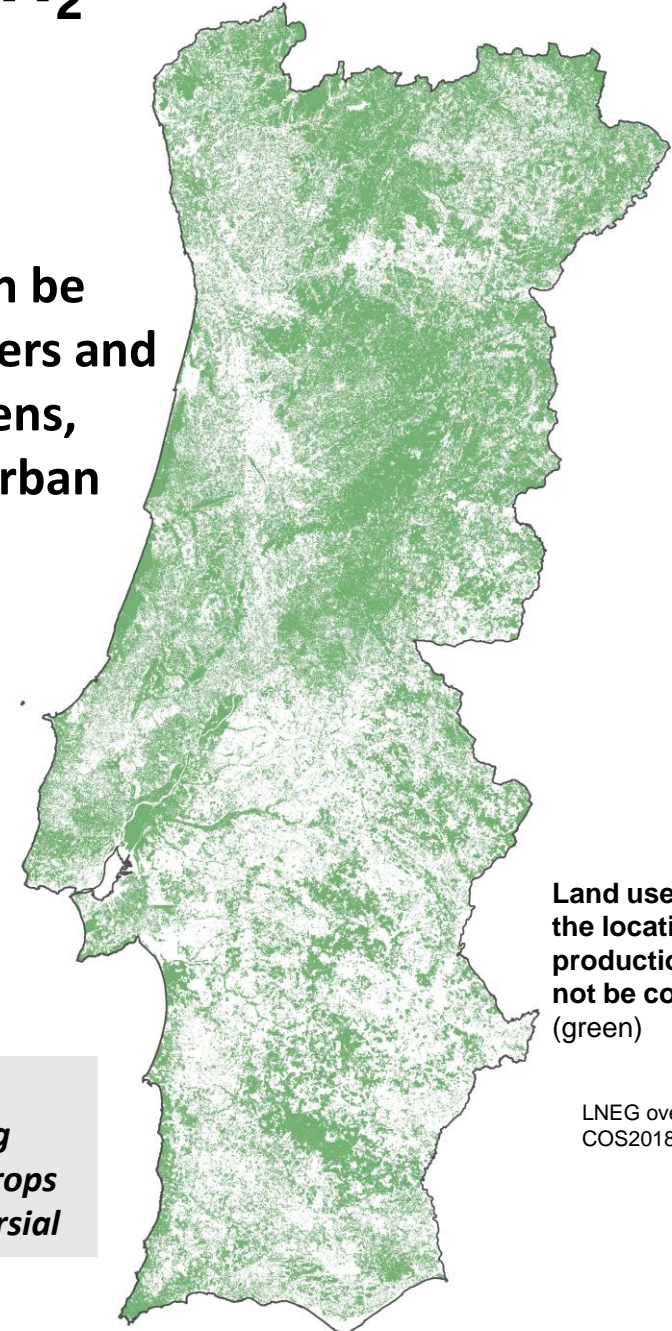 2
n be
ers and
ens,
rban
Land use
the locati
productio
not be co
(green)
LNEG ove
COS2018
g
rops
rsial